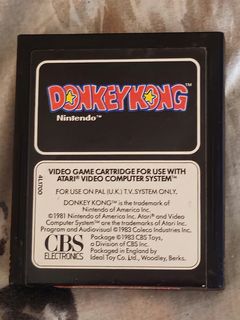 DONKEY KONG™
Nintendo™
VIDEO GAME CARTRIDGE FOR USE WITH
ATARI® VIDEO COMPUTER SYSTEM™
FOR USE ON PAL (U.K.) T.V. SYSTEM ONLY.
DONKEY KONG™ is the trademark of
Nintendo of America Inc.
©1981 Nintendo of America Inc. Atari® and Video
Computer System™ are the trademarks of Atari Inc.
Program and Audiovisual ©1983 Coleco Industries Inc.
Package ©1983 CBS Toys,
a Division of CBS Inc.
Packaged in England by
Ideal Toy Co. Ltd., Woodley, Berks.
CBS
ELECTRONICS
41700